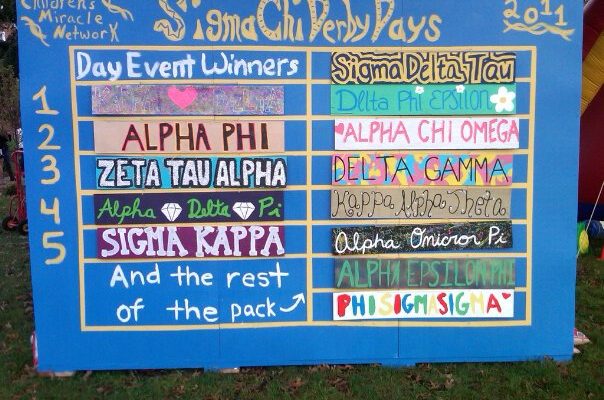 Children's
Miracle
Network
Sigma Chi Derby Days
2011
Day Event Winners
1
2
ALPHA PHI
3
ZETA TAU ALPHA
4
Alpha Delta Pi
5
SIGMA KAPPA
And the rest
of the pack
Sigma Delta Tau
Delta Phi EpSilon
ALPHA CHI OMEGA
DELTA GAMMA
Kappa Alpha Theta
Alpha Omicron Pi
ALPHA EPSILON PHI
PHI SIGMA SIGMA